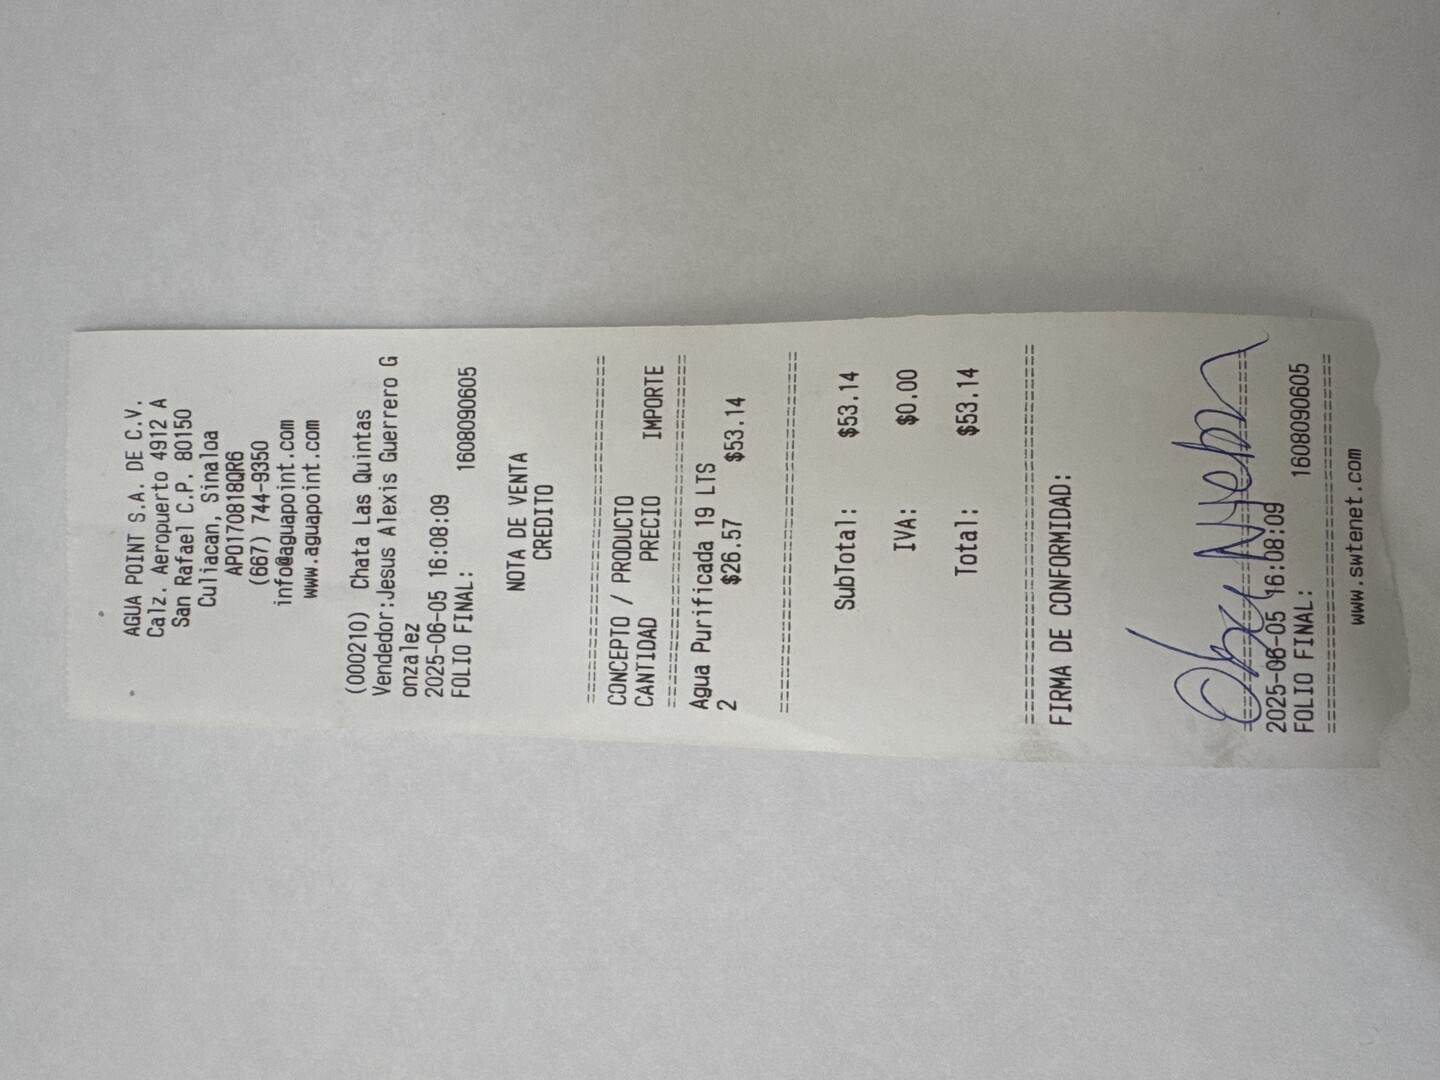 AGUA POINT S.A. DE C.V.
Calz. Aeropuerto 4912 A
San Rafael C.P. 80150
Culiacan, Sinaloa
APO170818QR6
(667) 744-9350
info@aguapoint.com
www.aguapoint.com
(000210) Chata Las Quintas
Vendedor:Jesus Alexis Guerrero G
onzalez
2025-06-05 16:08:09
FOLIO FINAL: 1608090605
NOTA DE VENTA
CREDITO
================================
CONCEPTO / PRODUCTO
CANTIDAD PRECIO IMPORTE
================================
Agua Purificada 19 LTS
2 $26.57 $53.14
================================
SubTotal: $53.14
IVA: $0.00
Total: $53.14
================================
FIRMA DE CONFORMIDAD:
================================
2025-06-05 16:08:09
FOLIO FINAL: 1608090605
================================
www.swtenet.com